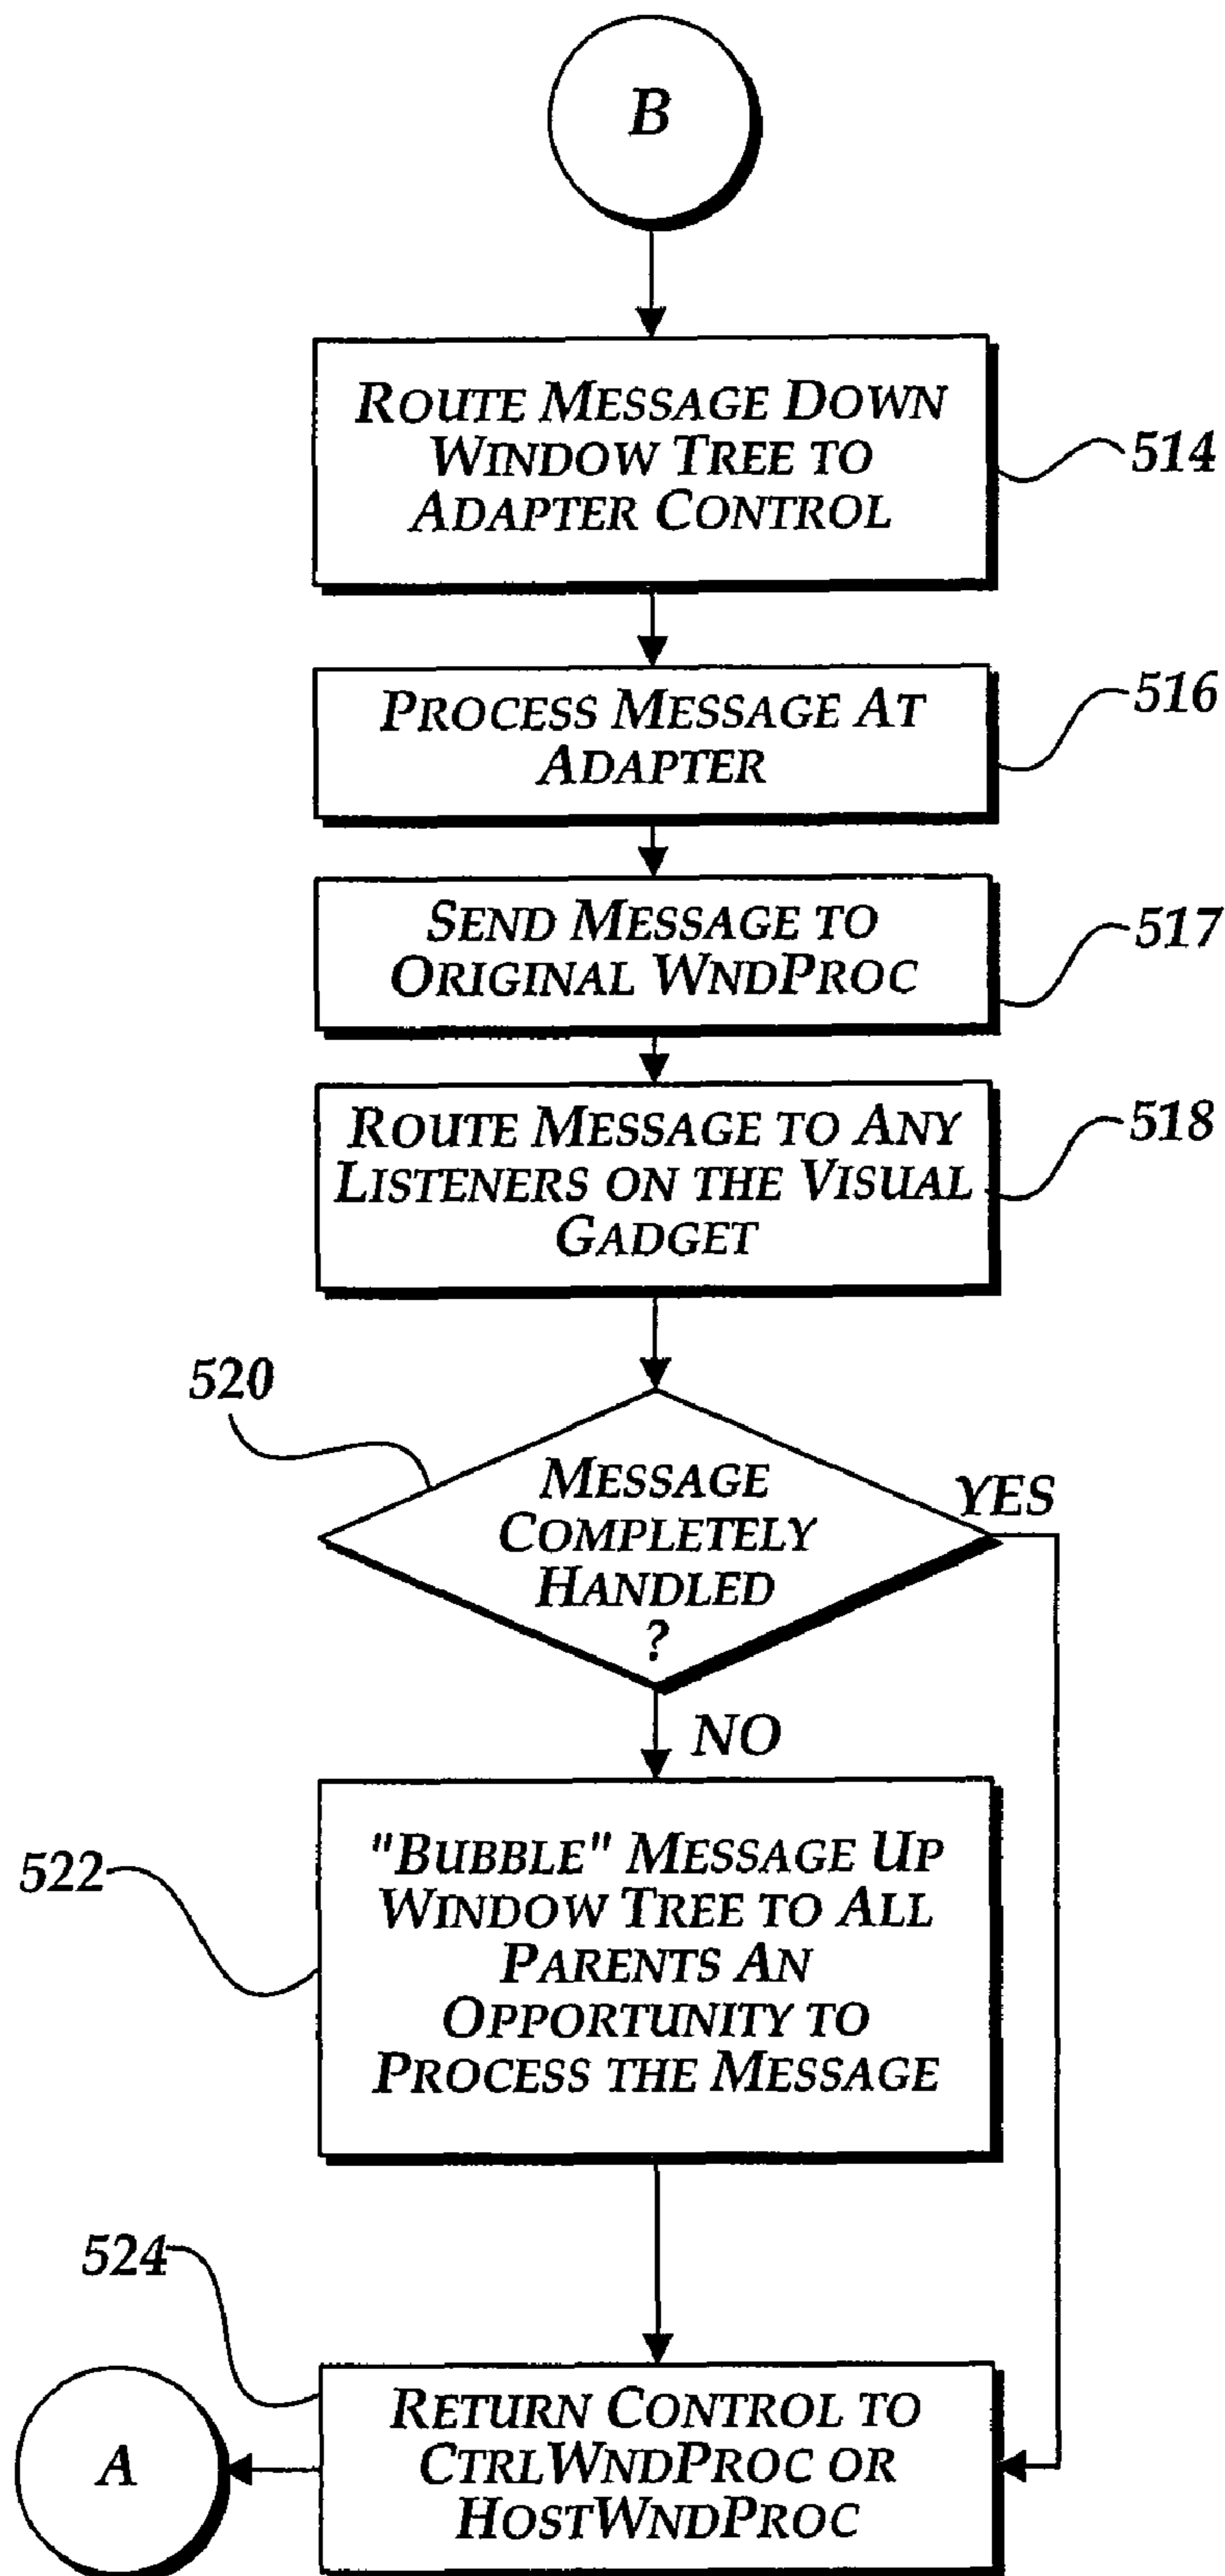 B
ROUTE MESSAGE DOWN
WINDOW TREE TO
ADAPTER CONTROL
514
PROCESS MESSAGE AT
ADAPTER
516
SEND MESSAGE TO
ORIGINAL WNDPROC
517
ROUTE MESSAGE TO ANY
LISTENERS ON THE VISUAL
GADGET
518
520
MESSAGE
COMPLETELY
HANDLED
?
YES
NO
"BUBBLE" MESSAGE UP
WINDOW TREE TO ALL
PARENTS AN
OPPORTUNITY TO
PROCESS THE MESSAGE
522
524
RETURN CONTROL TO
CTRLWNDPROC OR
HOSTWNDPROC
A